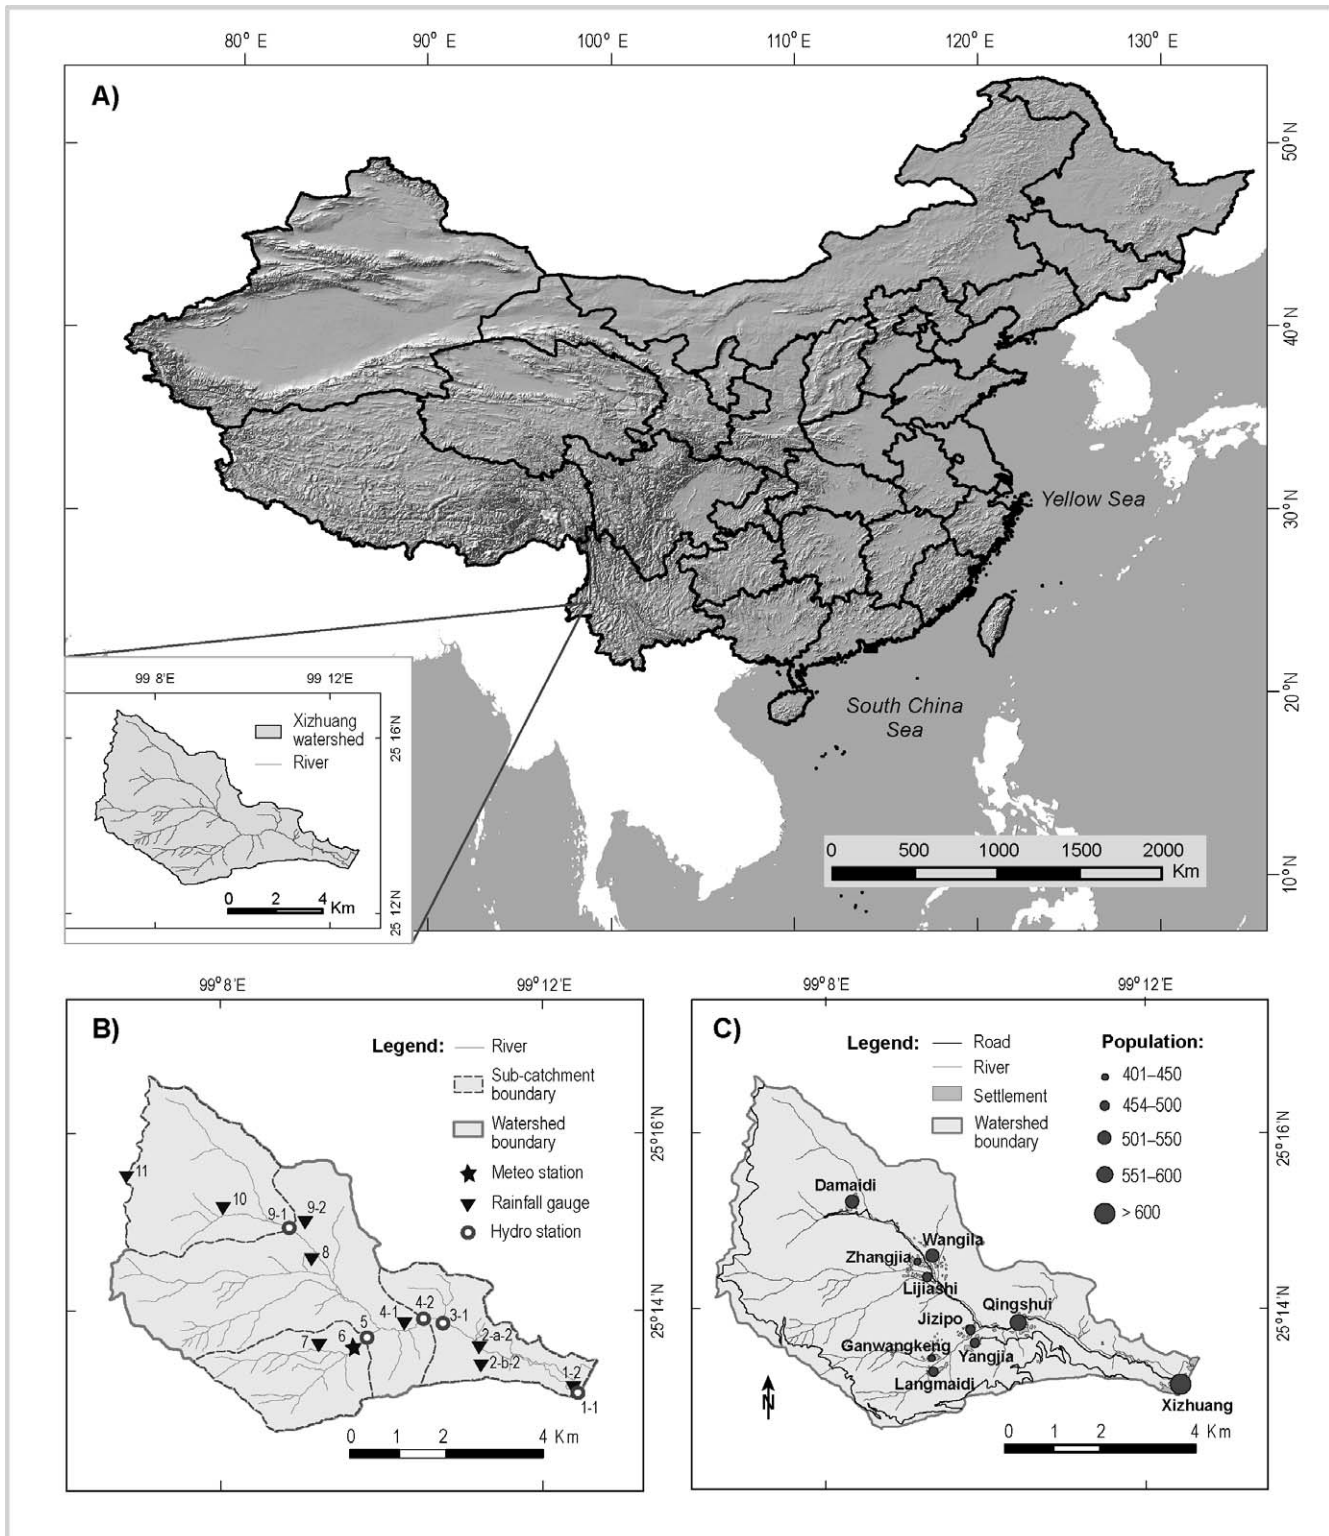 80° E
90° E
100° E
110° E
120° E
130° E
A)
50° N
40° N
30° N
20° N
10° N
Yellow Sea
South China
Sea
0 500 1000 1500 2000
Km
99 8'E
99 12'E
Xizhuang
watershed
River
25 16'N
25 12'N
0 2 4
Km
99° 8'E
99° 12'E
B)
Legend:
River
Sub-catchment
boundary
Watershed
boundary
Meteo station
Rainfall gauge
Hydro station
25° 16'N
25° 14'N
11
10
9-1
9-2
8
7
6
5
4-1
4-2
3-1
2-a-2
2-b-2
1-2
1-1
0 1 2 4 Km
99° 8'E
99° 12'E
C)
Legend:
Road
River
Settlement
Watershed
boundary
Population:
401–450
454–500
501–550
551–600
> 600
25° 16'N
25° 14'N
Damaidi
Wangjia
Zhangjia
Lijiashi
Qingshui
Jizipo
Ganwangkeng
Yangjia
Langmaidi
Xizhuang
N
0 1 2 4 Km